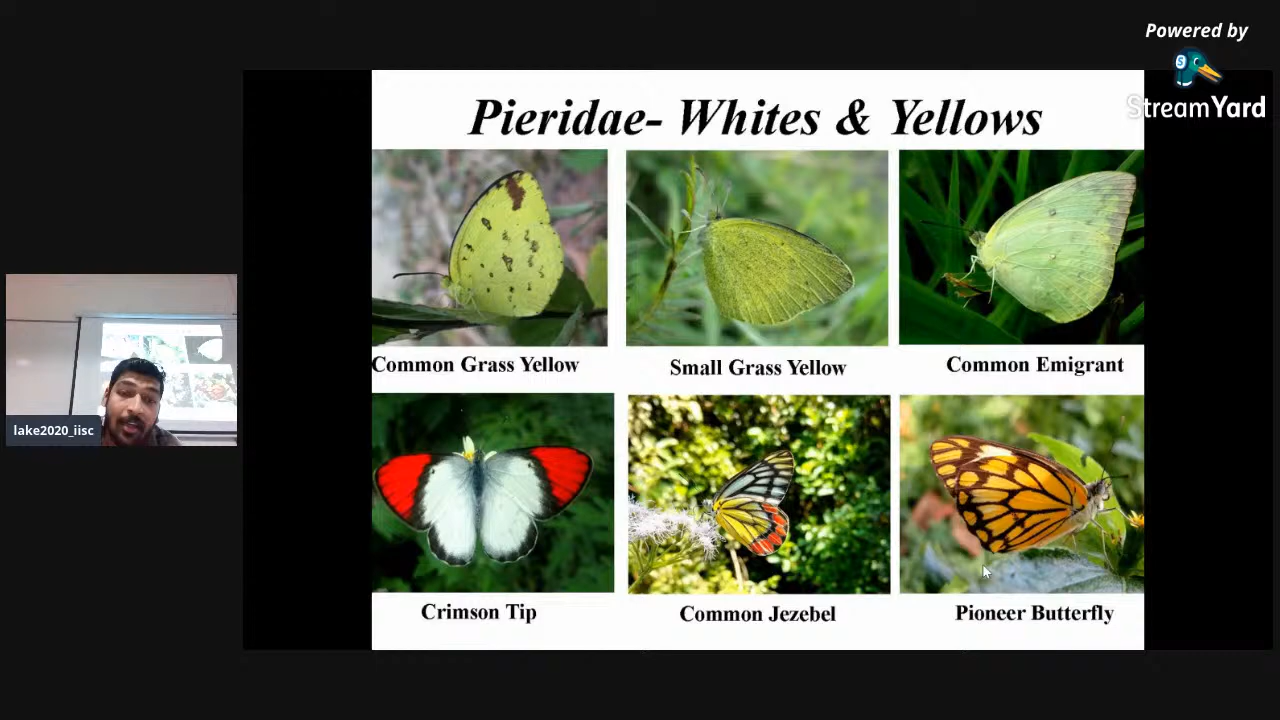 Powered by
StreamYard
Pieridae- Whites & Yellows
Common Grass Yellow
Small Grass Yellow
Common Emigrant
Crimson Tip
Common Jezebel
Pioneer Butterfly
lake2020_iisc